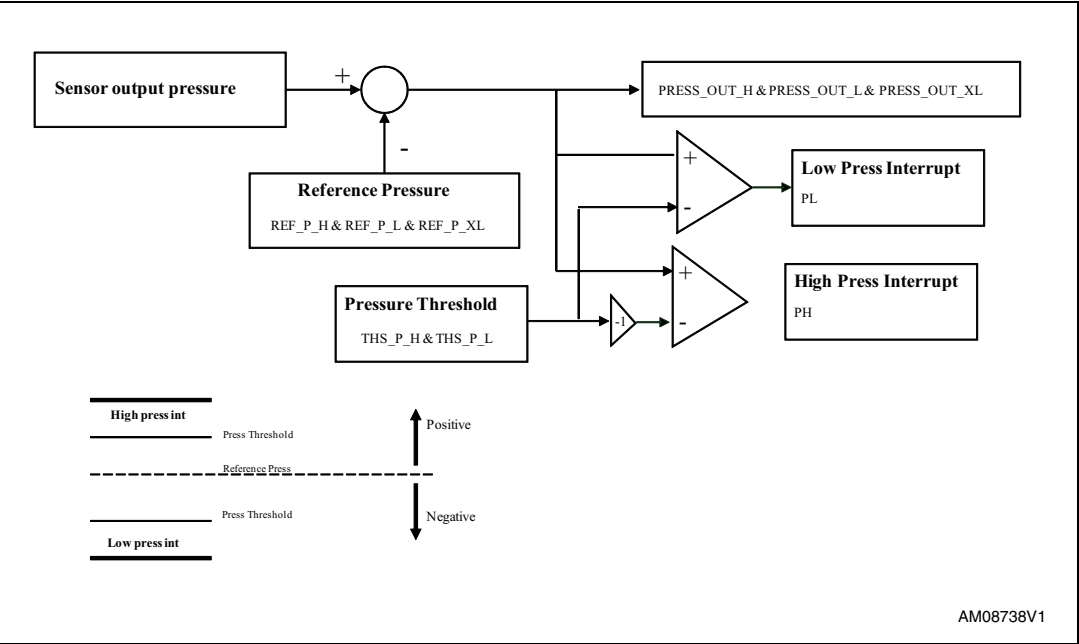 Sensor output pressure
+
-
PRESS_OUT_H & PRESS_OUT_L & PRESS_OUT_XL
Reference Pressure
REF_P_H & REF_P_L & REF_P_XL
+
-
Low Press Interrupt
PL
Pressure Threshold
THS_P_H & THS_P_L
-1
+
-
High Press Interrupt
PH
High press int
Press Threshold
Reference Press
Press Threshold
Low press int
Positive
Negative
AM08738V1